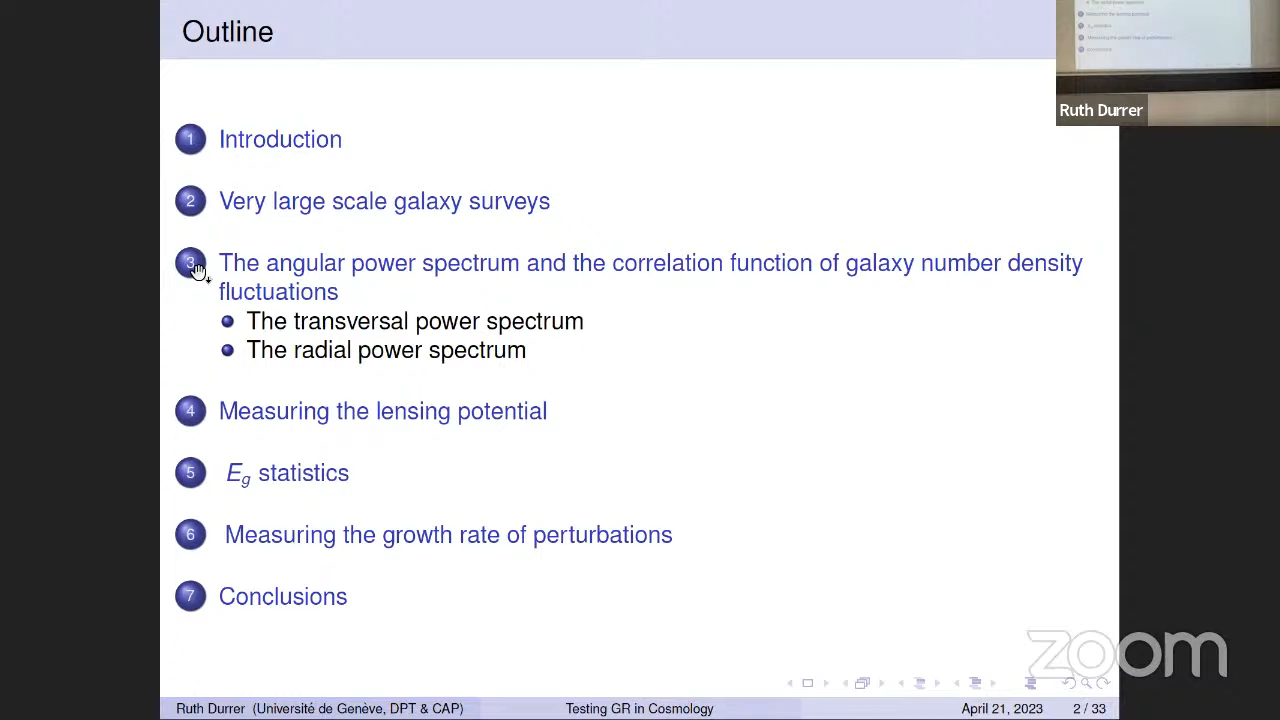 Outline
Ruth Durrer
1 Introduction
2 Very large scale galaxy surveys
3 The angular power spectrum and the correlation function of galaxy number density
fluctuations
The transversal power spectrum
The radial power spectrum
4 Measuring the lensing potential
5 Eg statistics
6 Measuring the growth rate of perturbations
7 Conclusions
zoom
Ruth Durrer (Université de Genève, DPT & CAP) Testing GR in Cosmology April 21, 2023 2 / 33